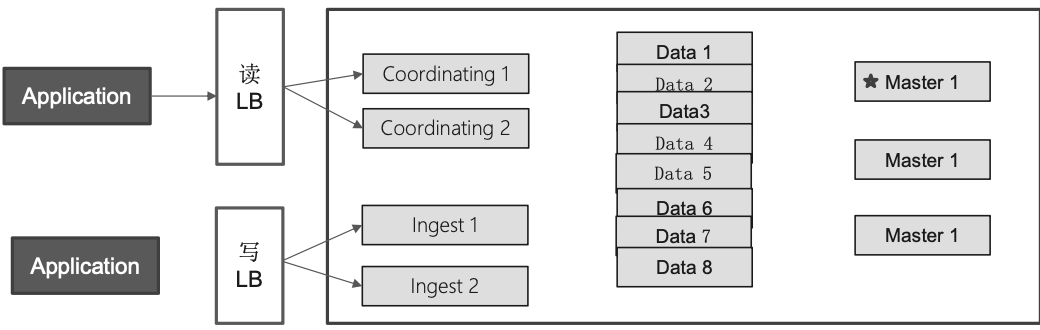 Application
读
LB
Coordinating 1
Coordinating 2
Application
写
LB
Ingest 1
Ingest 2
Data 1
Data 2
Data3
Data 4
Data 5
Data 6
Data 7
Data 8
★ Master 1
Master 1
Master 1